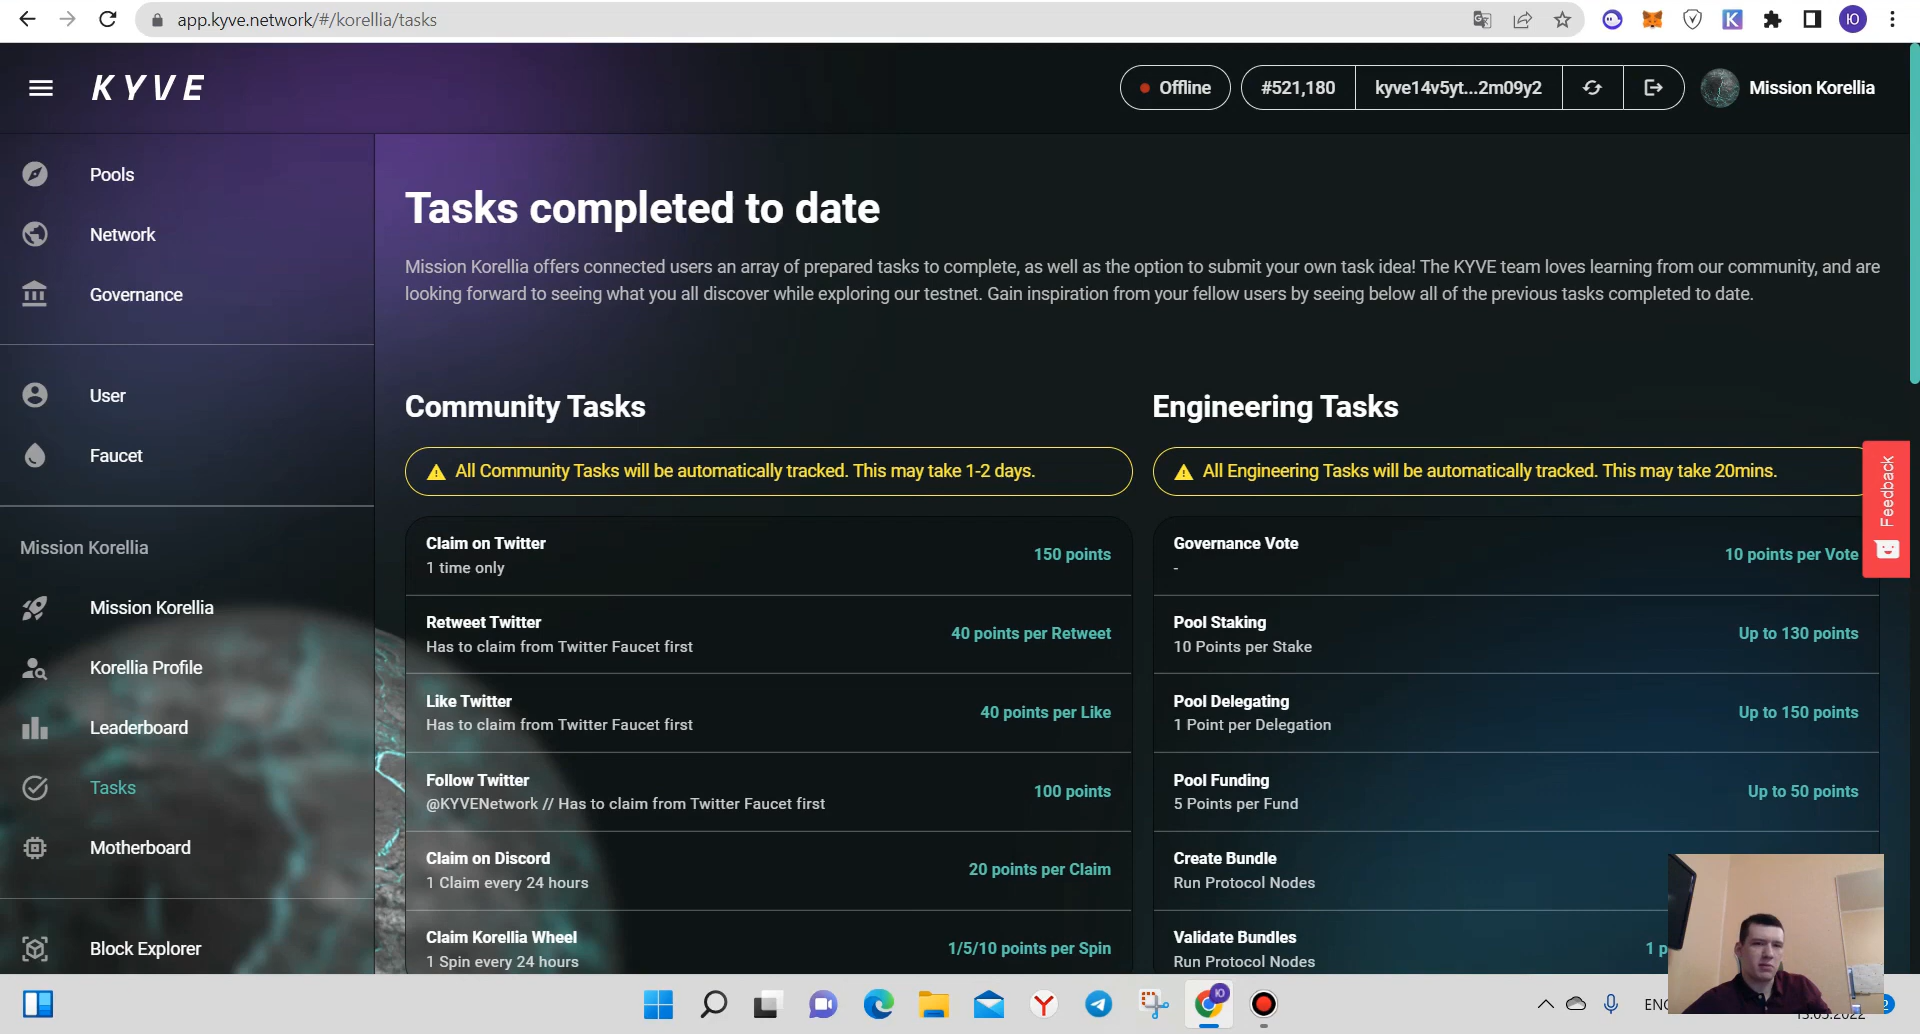 app.kyve.network/#/korellia/tasks
KYVE
Offline
#521,180
kyve14v5yt...2m09y2
Mission Korellia
Pools
Network
Governance
User
Faucet
Mission Korellia
Mission Korellia
Korellia Profile
Leaderboard
Tasks
Motherboard
Block Explorer
Tasks completed to date
Mission Korellia offers connected users an array of prepared tasks to complete, as well as the option to submit your own task idea! The KYVE team loves learning from our community, and are
looking forward to seeing what you all discover while exploring our testnet. Gain inspiration from your fellow users by seeing below all of the previous tasks completed to date.
Community Tasks
All Community Tasks will be automatically tracked. This may take 1-2 days.
Claim on Twitter
1 time only
150 points
Retweet Twitter
Has to claim from Twitter Faucet first
40 points per Retweet
Like Twitter
Has to claim from Twitter Faucet first
40 points per Like
Follow Twitter
@KYVENetwork // Has to claim from Twitter Faucet first
100 points
Claim on Discord
1 Claim every 24 hours
20 points per Claim
Claim Korellia Wheel
1 Spin every 24 hours
1/5/10 points per Spin
Engineering Tasks
All Engineering Tasks will be automatically tracked. This may take 20mins.
Governance Vote
-
10 points per Vote
Pool Staking
10 Points per Stake
Up to 130 points
Pool Delegating
1 Point per Delegation
Up to 150 points
Pool Funding
5 Points per Fund
Up to 50 points
Create Bundle
Run Protocol Nodes
Validate Bundles
Run Protocol Nodes
1 p
Feedback
Ю
Ю